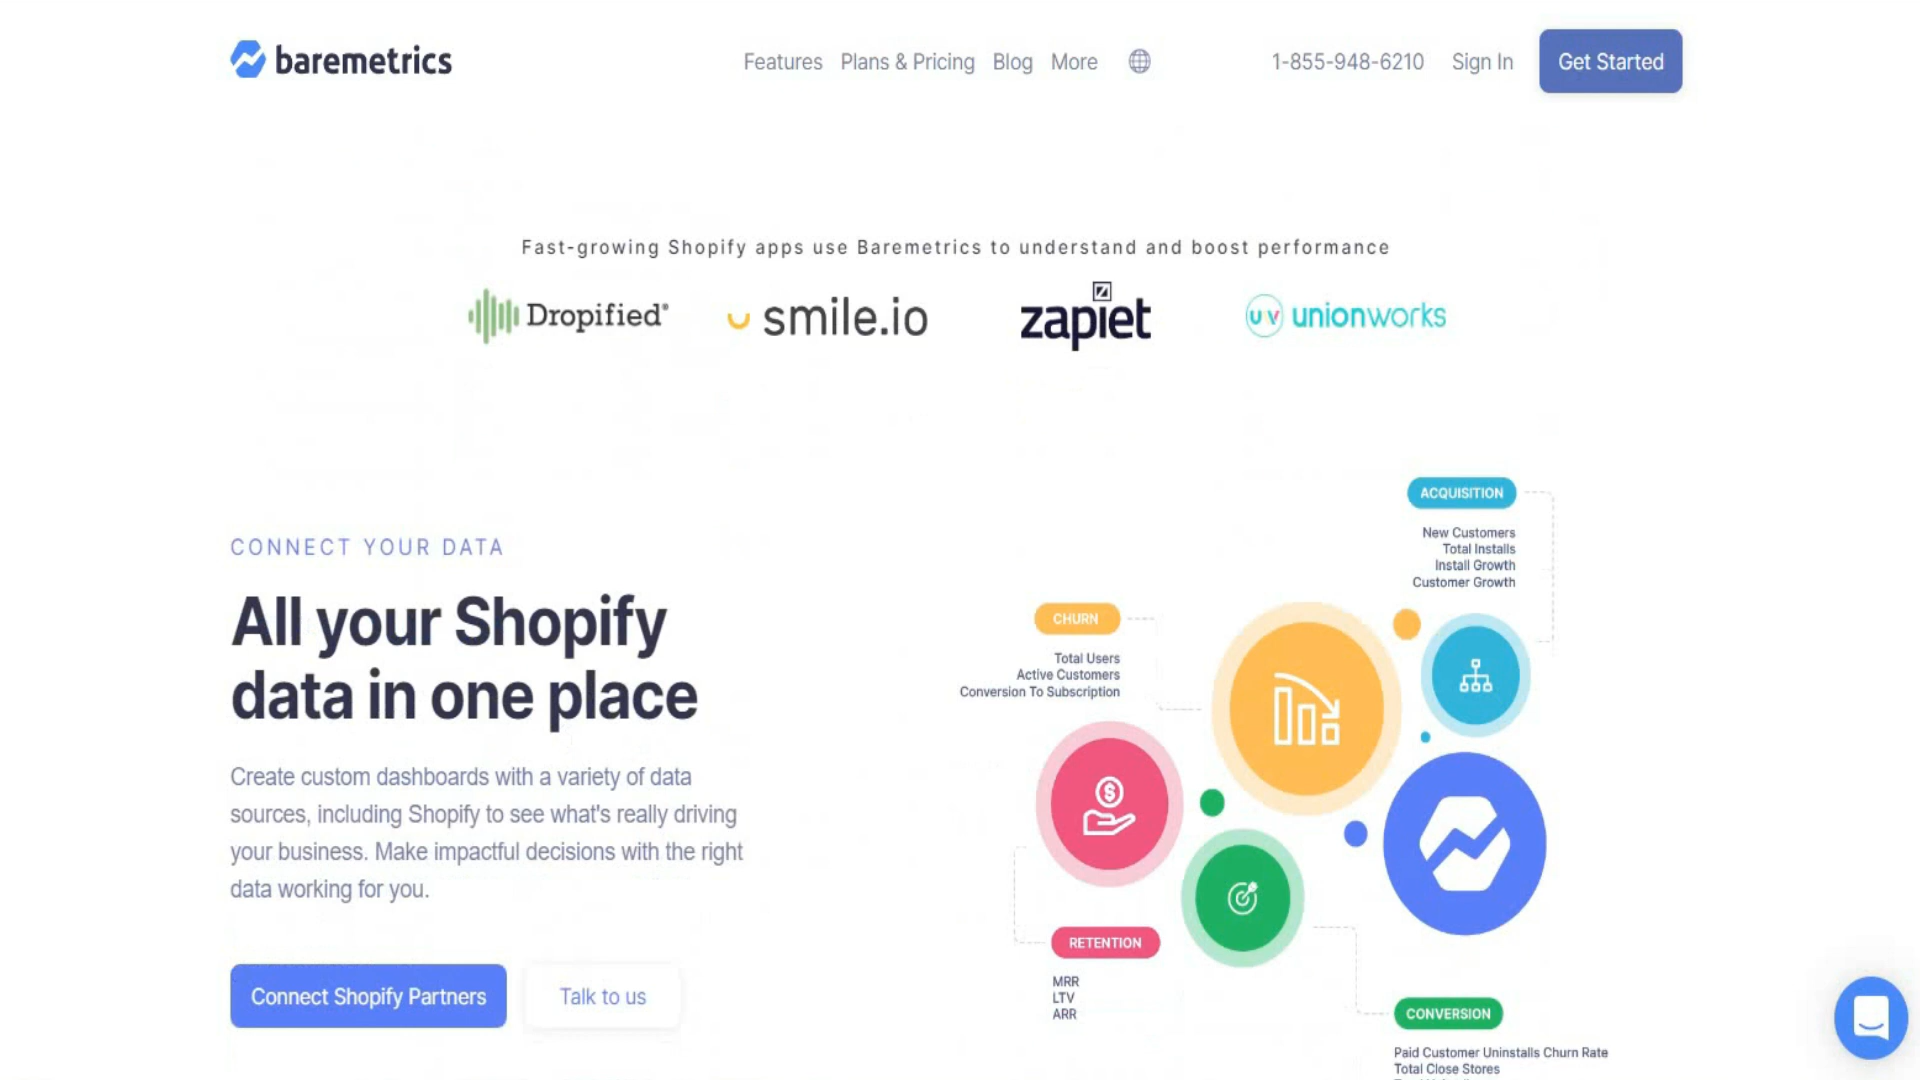 baremetrics
Features Plans & Pricing Blog More 1-855-948-6210 Sign In Get Started
Fast-growing Shopify apps use Baremetrics to understand and boost performance
Dropified® smile.io zapiet UV unionworks
CONNECT YOUR DATA
All your Shopify
data in one place
Create custom dashboards with a variety of data
sources, including Shopify to see what's really driving
your business. Make impactful decisions with the right
data working for you.
Connect Shopify Partners Talk to us
ACQUISITION
New Customers
Total Installs
Install Growth
Customer Growth
CHURN
Total Users
Active Customers
Conversion To Subscription
RETENTION
MRR
LTV
ARR
CONVERSION
Paid Customer Uninstalls Churn Rate
Total Close Stores